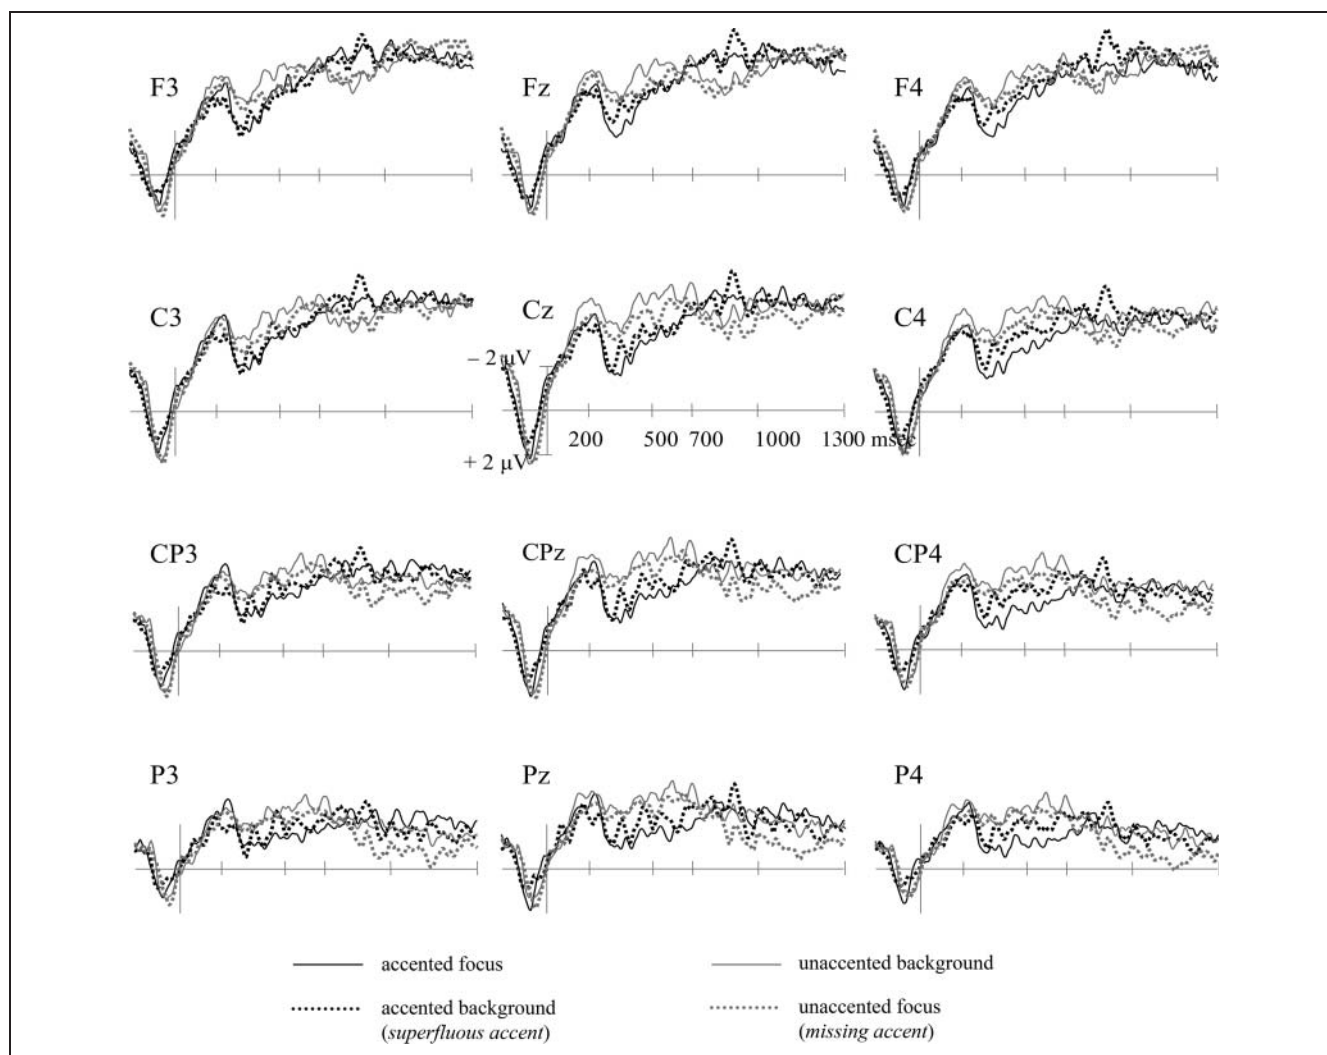 F3
Fz
F4
C3
Cz
C4
– 2 μV
200 500 700 1000 1300 msec
+ 2 μV
CP3
CPz
CP4
P3
Pz
P4
accented focus
unaccented background
accented background
(superfluous accent)
unaccented focus
(missing accent)